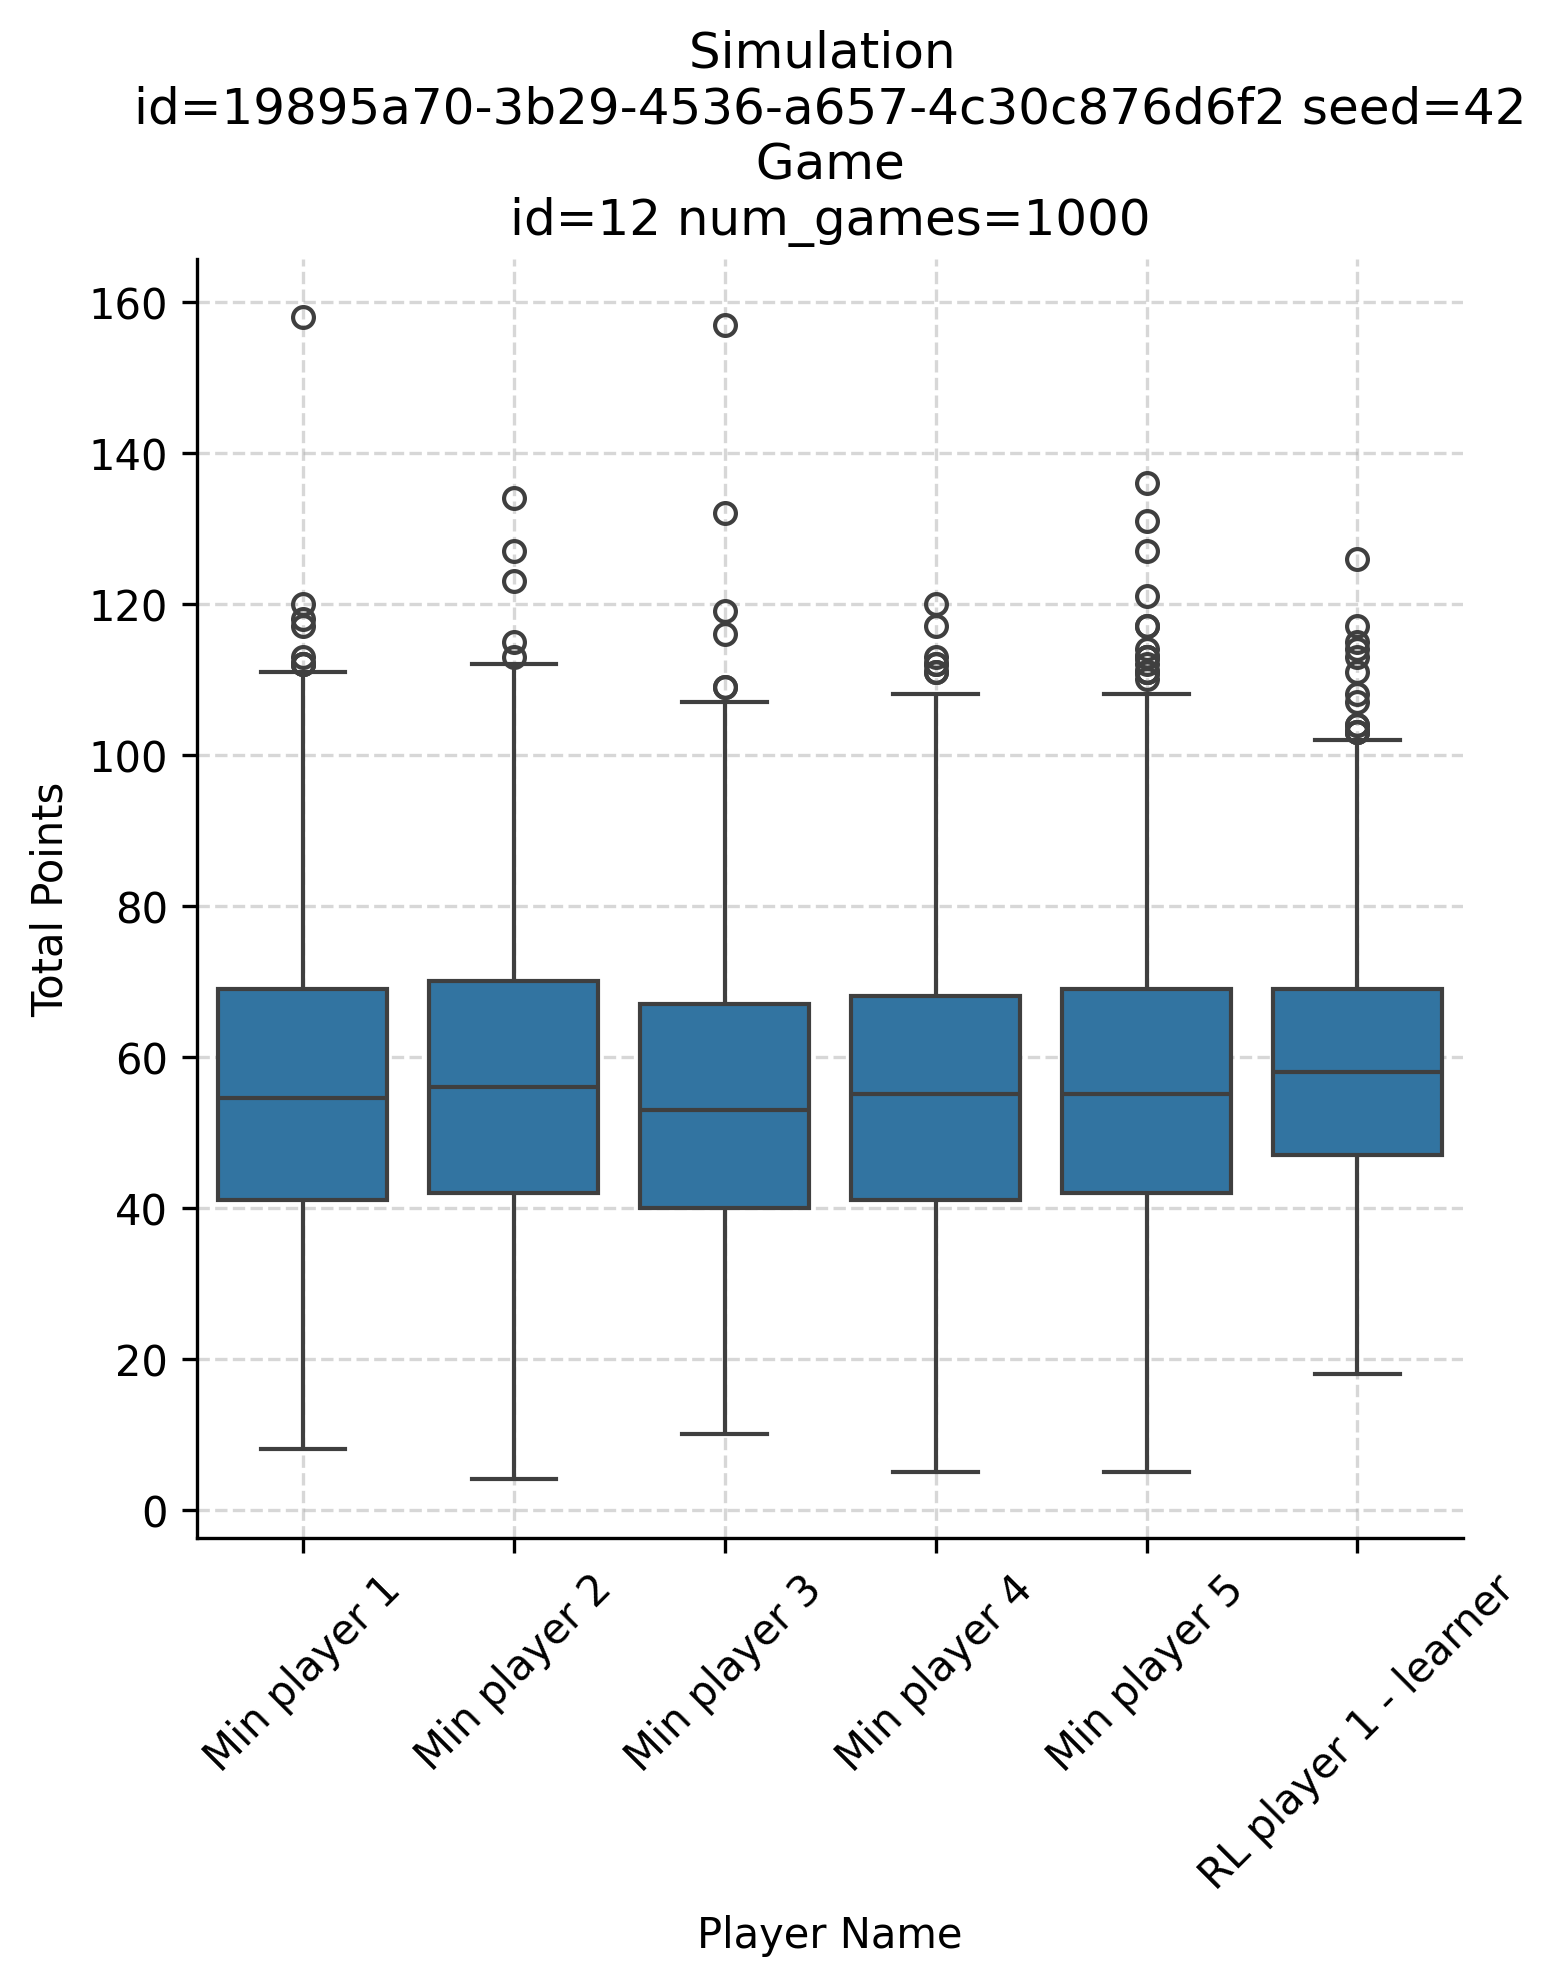 Simulation
id=19895a70-3b29-4536-a657-4c30c876d6f2 seed=42
Game
id=12 num_games=1000
160
140
120
100
80
60
40
20
0
Total Points
Min player 1
Min player 2
Min player 3
Min player 4
Min player 5
RL player 1 - learner
Player Name